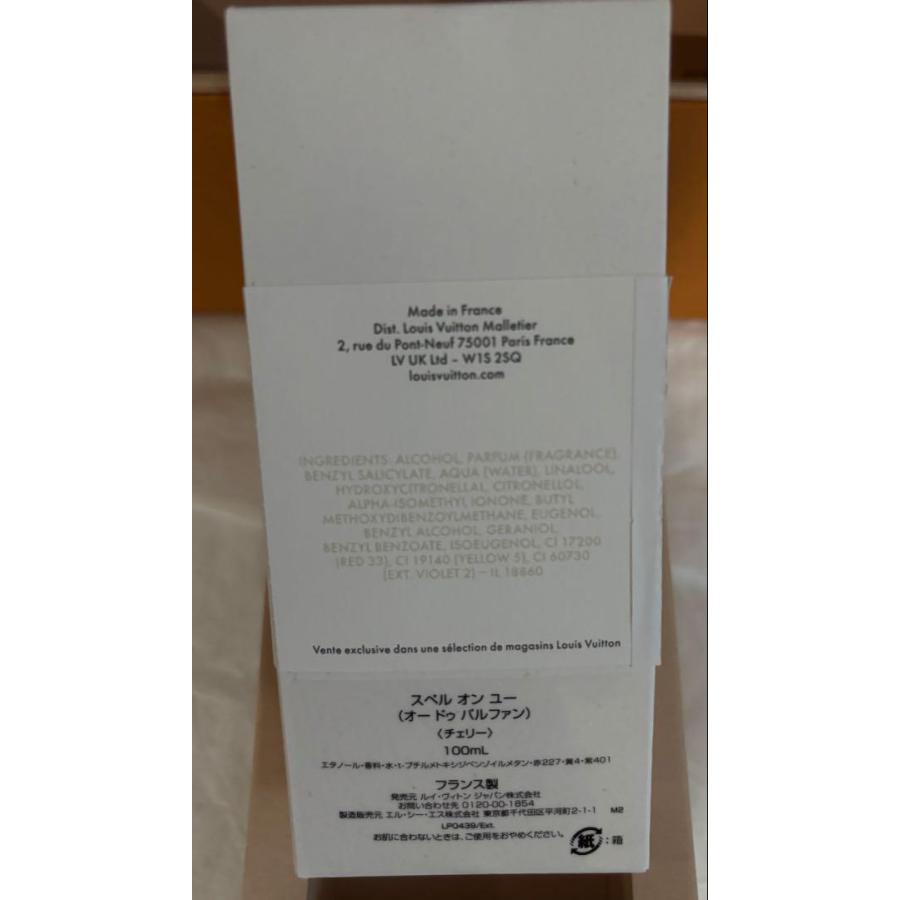 Made in France
Dist. Louis Vuitton Malletier
2, rue du Pont-Neuf 75001 Paris France
LV UK Ltd - W1S 2SQ
louisvuitton.com
INGREDIENTS: ALCOHOL, PARFUM (FRAGRANCE),
BENZYL SALICYLATE, AQUA (WATER), LINALOOL,
HYDROXYCITRONELLAL, CITRONELLOL,
ALPHA-ISOMETHYL IONONE, BUTYL
METHOXYDIBENZOYLMETHANE, EUGENOL,
BENZYL ALCOHOL, GERANIOL,
BENZYL BENZOATE, ISOEUGENOL, CI 17200
(RED 33), CI 19140 (YELLOW 5), CI 60730
(EXT. VIOLET 2) – IL 18860
Vente exclusive dans une sélection de magasins Louis Vuitton
スペル オン ユー
(オー ドゥ パルファン)
〈チェリー〉
100mL
エタノール・香料・水・t-ブチルメトキシジベンゾイルメタン・赤227・黄4・紫401
フランス製
発売元 ルイ・ヴィトン ジャパン株式会社
お問い合わせ先 0120-00-1854
製造販売元 エル・シー・エス株式会社 東京都千代田区平河町2-1-1 M2
LP0439/Ext.
お肌に合わないときは、ご使用をおやめください。
紙:箱